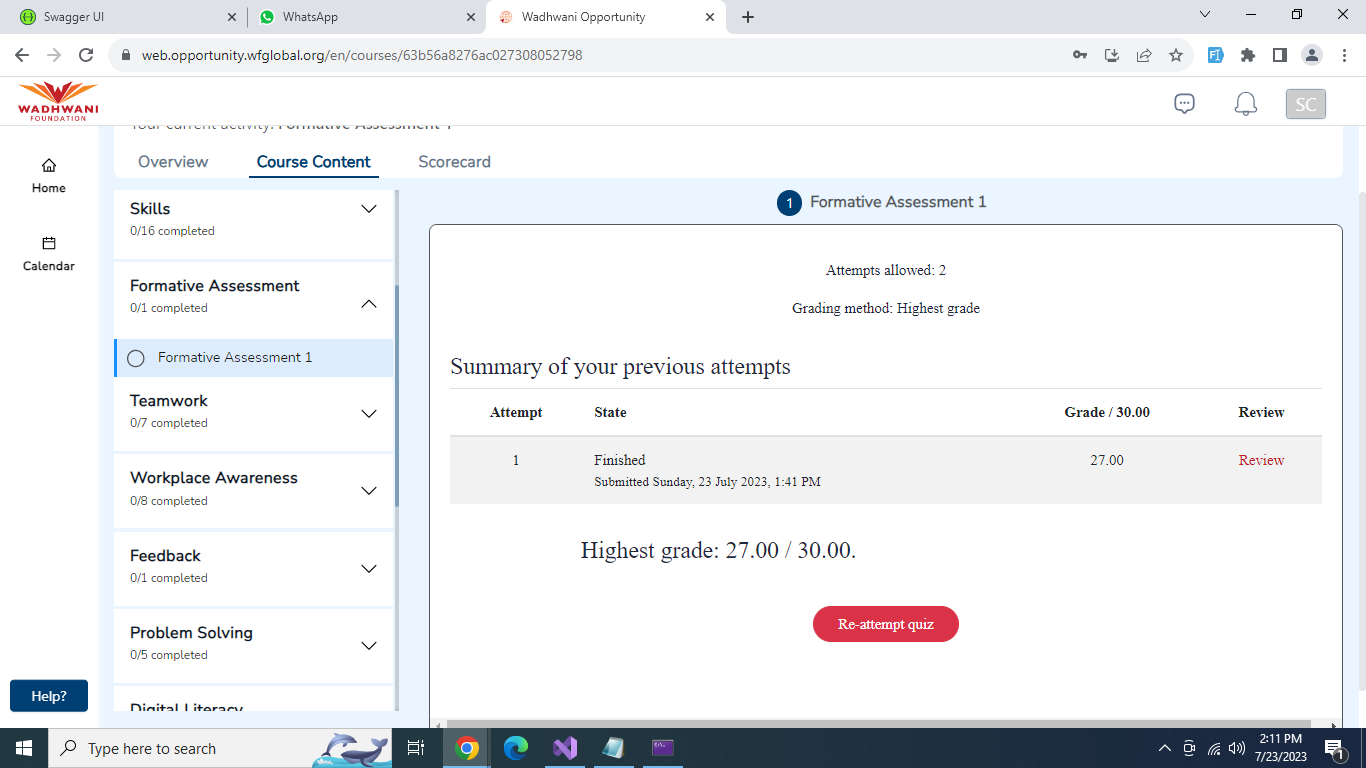 Swagger UI
WhatsApp
Wadhwani Opportunity
web.opportunity.wfglobal.org/en/courses/63b56a8276ac027308052798
WADHWANI
FOUNDATION
SC
Your current activity: Formative Assessment 1
Overview
Course Content
Scorecard
Home
Calendar
Skills
0/16 completed
Formative Assessment
0/1 completed
Formative Assessment 1
Teamwork
0/7 completed
Workplace Awareness
0/8 completed
Feedback
0/1 completed
Problem Solving
0/5 completed
Digital Literacy
Help?
1 Formative Assessment 1
Attempts allowed: 2
Grading method: Highest grade
Summary of your previous attempts
Attempt State Grade / 30.00 Review
1 Finished 27.00 Review
Submitted Sunday, 23 July 2023, 1:41 PM
Highest grade: 27.00 / 30.00.
Re-attempt quiz
Type here to search
2:11 PM
7/23/2023
1